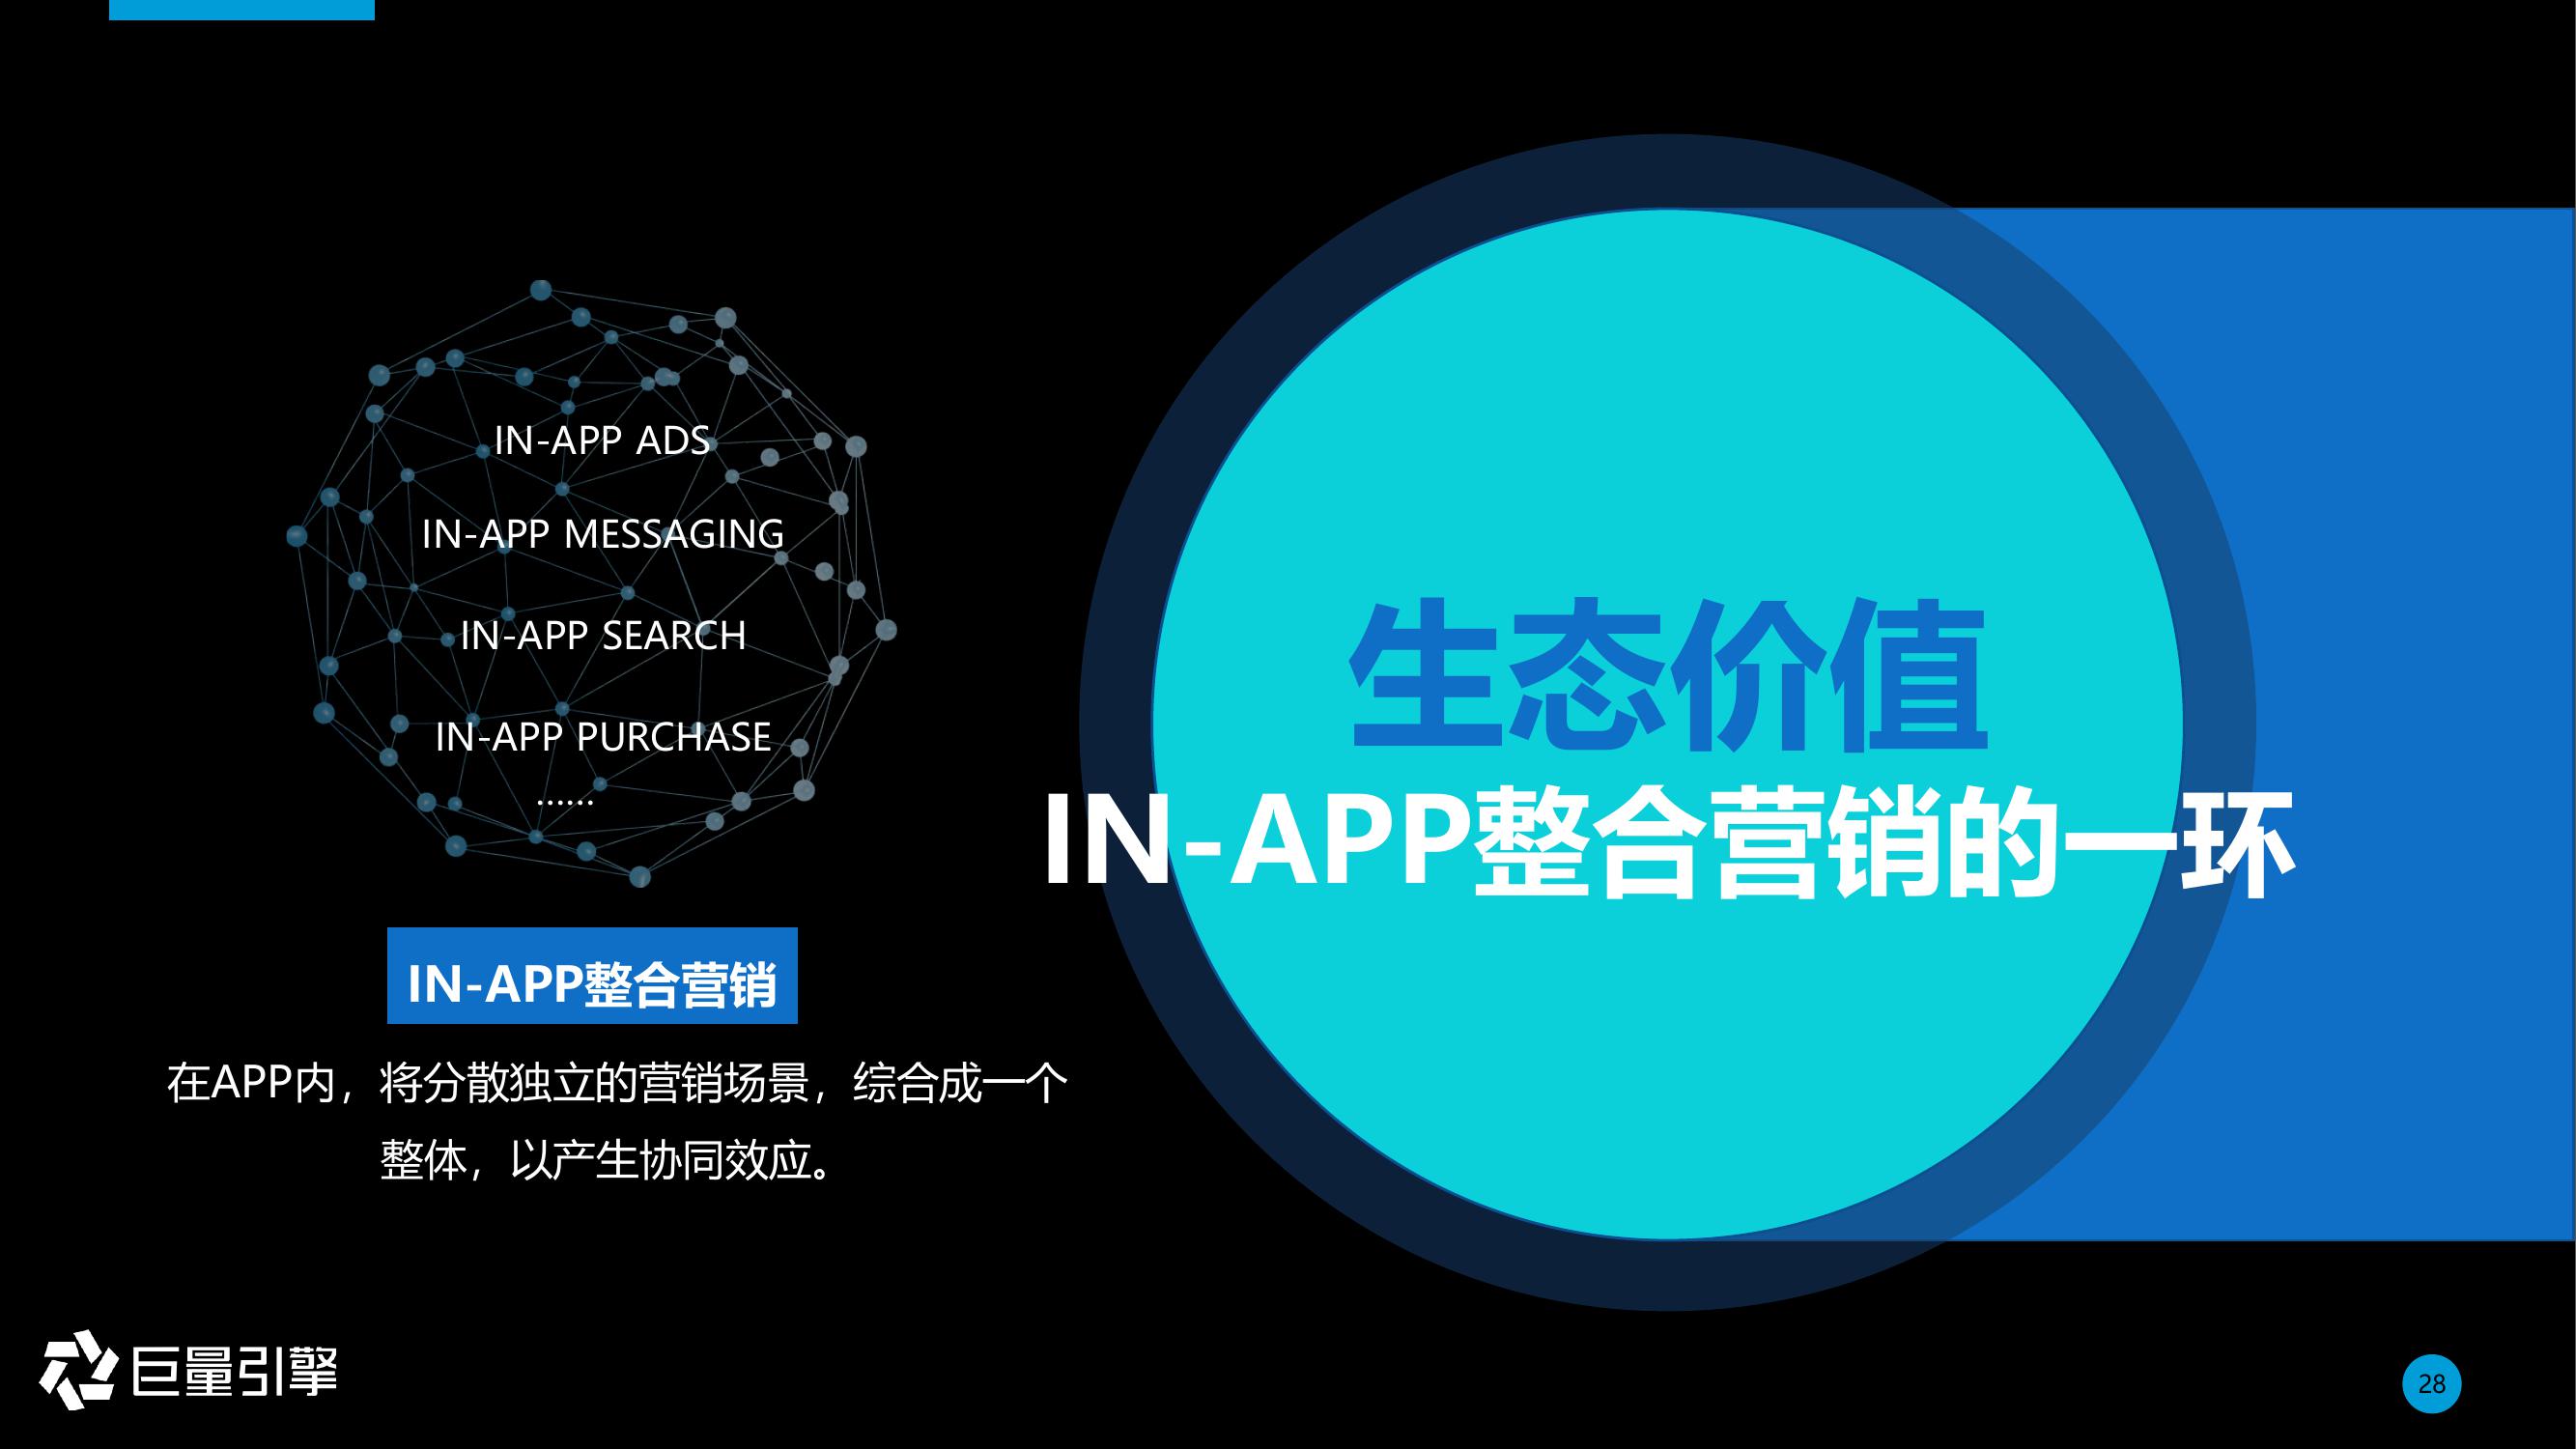 IN-APP ADS
IN-APP MESSAGING
IN-APP SEARCH
IN-APP PURCHASE
......
IN-APP整合营销
在APP内，将分散独立的营销场景，综合成一个
整体，以产生协同效应。
生态价值
IN-APP整合营销的一环
巨量引擎
28